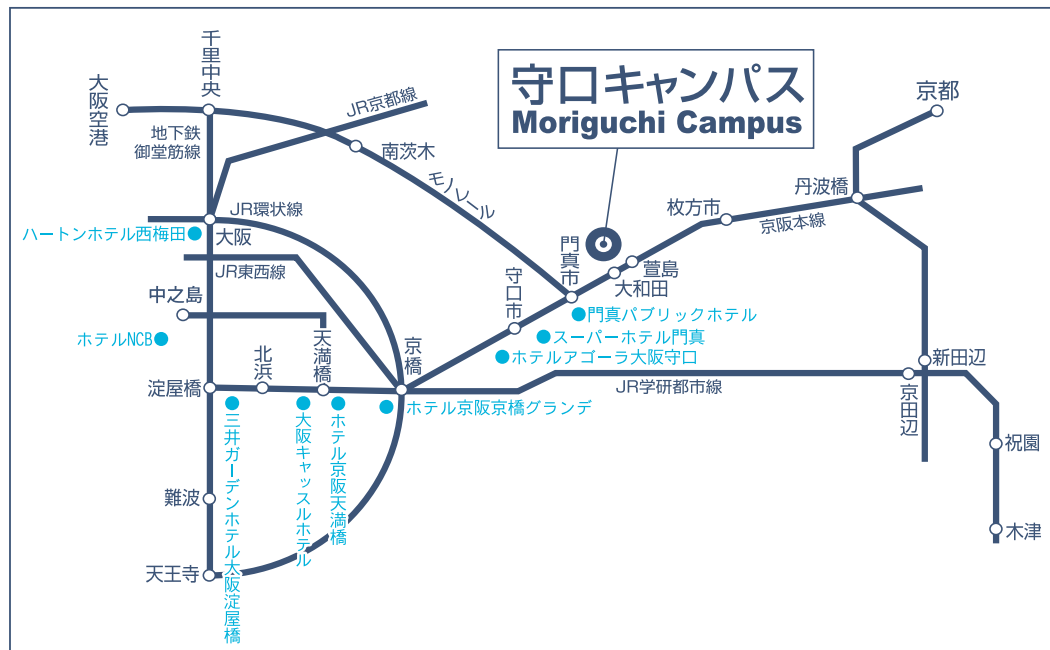 千里中央
大阪空港
守口キャンパス
Moriguchi Campus
京都
JR京都線
地下鉄
御堂筋線
南茨木
モノレール
丹波橋
枚方市
京阪本線
JR環状線
ハートンホテル西梅田
大阪
門真市
萱島
大和田
JR東西線
守口市
中之島
門真パブリックホテル
スーパーホテル門真
ホテルNCB
天満橋
北浜
京橋
ホテルアゴーラ大阪守口
新田辺
淀屋橋
JR学研都市線
京田辺
ホテル京阪京橋グランデ
三井ガーデンホテル大阪淀屋橋
大阪キャッスルホテル
ホテル京阪天満橋
祝園
難波
木津
天王寺